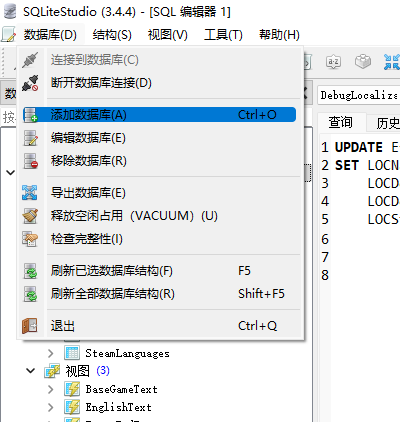 SQLiteStudio (3.4.4) - [SQL 编辑器 1]
数据库(D) 结构(S) 视图(V) 工具(T) 帮助(H)
连接到数据库(C)
断开数据库连接(D)
添加数据库(A) Ctrl+O
编辑数据库(E)
移除数据库(R)
导出数据库(E)
释放空闲占用（VACUUM）(U)
检查完整性(I)
刷新已选数据库结构(F) F5
刷新全部数据库结构(R) Shift+F5
退出 Ctrl+Q
SteamLanguages
视图 (3)
BaseGameText
EnglishText
DebugLocaliz
查询 历史
1 UPDATE E
2 SET LOCN
3 LOCD
4 LOCD
5 LOCS
6
7
8